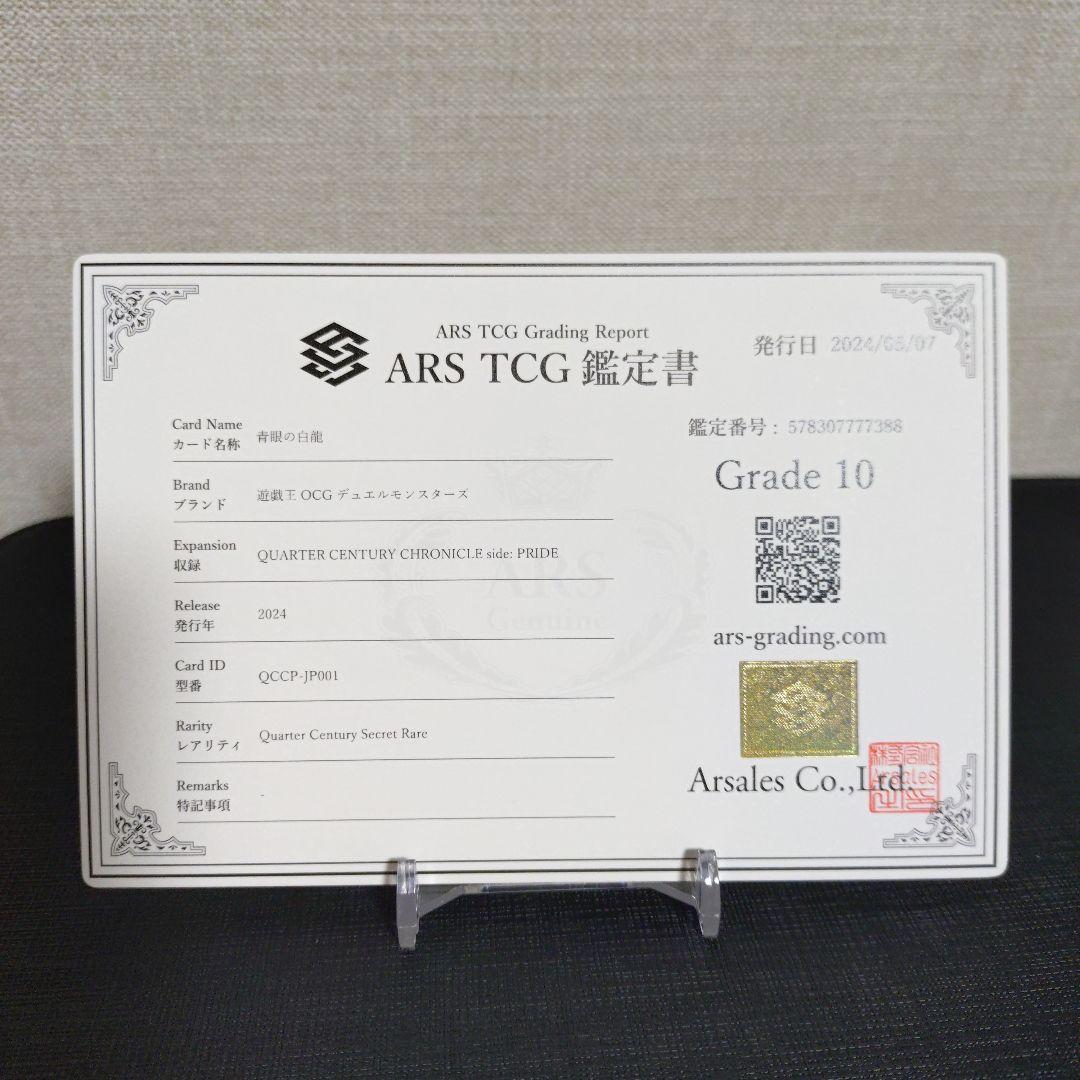 ARS TCG Grading Report
ARS TCG 鑑定書
発行日 2024/05/07
Card Name
カード名称 青眼の白龍
Brand
ブランド 遊戯王 OCG デュエルモンスターズ
Expansion
収録 QUARTER CENTURY CHRONICLE side: PRIDE
Release
発行年 2024
Card ID
型番 QCCP-JP001
Rarity
レアリティ Quarter Century Secret Rare
Remarks
特記事項 -
ARS
Genuine
鑑定番号 : 578307777388
Grade 10
ars-grading.com
Arsales Co.,Ltd.
Arsales